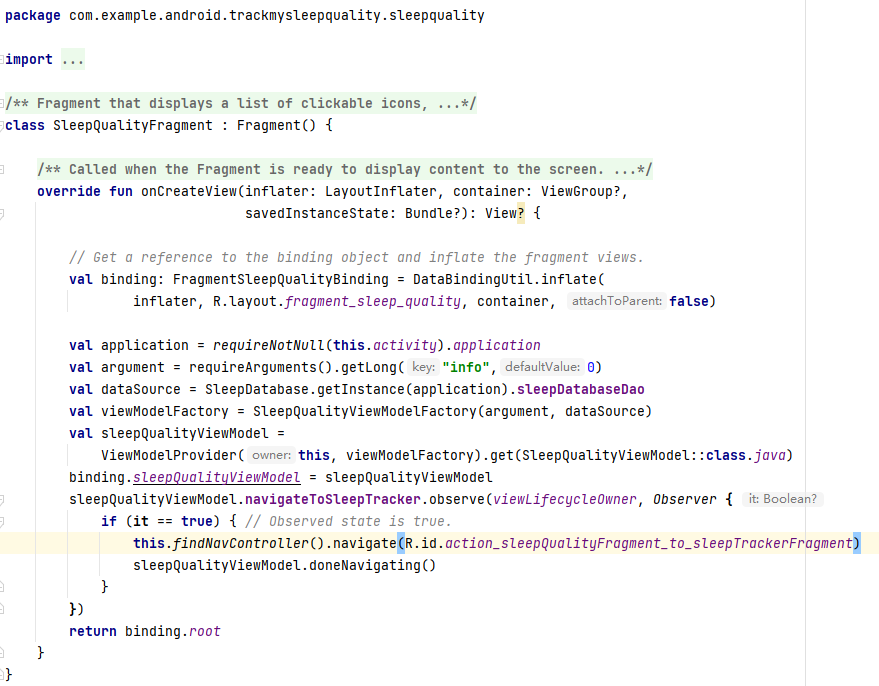 package com.example.android.trackmysleepquality.sleepquality
import ...
/** Fragment that displays a list of clickable icons, ...*/
class SleepQualityFragment : Fragment() {
/** Called when the Fragment is ready to display content to the screen. ...*/
override fun onCreateView(inflater: LayoutInflater, container: ViewGroup?,
savedInstanceState: Bundle?): View? {
// Get a reference to the binding object and inflate the fragment views.
val binding: FragmentSleepQualityBinding = DataBindingUtil.inflate(
inflater, R.layout.fragment_sleep_quality, container, attachToParent: false)
val application = requireNotNull(this.activity).application
val argument = requireArguments().getLong( key: "info", defaultValue: 0)
val dataSource = SleepDatabase.getInstance(application).sleepDatabaseDao
val viewModelFactory = SleepQualityViewModelFactory(argument, dataSource)
val sleepQualityViewModel =
ViewModelProvider( owner: this, viewModelFactory).get(SleepQualityViewModel::class.java)
binding.sleepQualityViewModel = sleepQualityViewModel
sleepQualityViewModel.navigateToSleepTracker.observe(viewLifecycleOwner, Observer { it: Boolean?
if (it == true) { // Observed state is true.
this.findNavController().navigate(R.id.action_sleepQualityFragment_to_sleepTrackerFragment)
sleepQualityViewModel.doneNavigating()
}
})
return binding.root
}
}